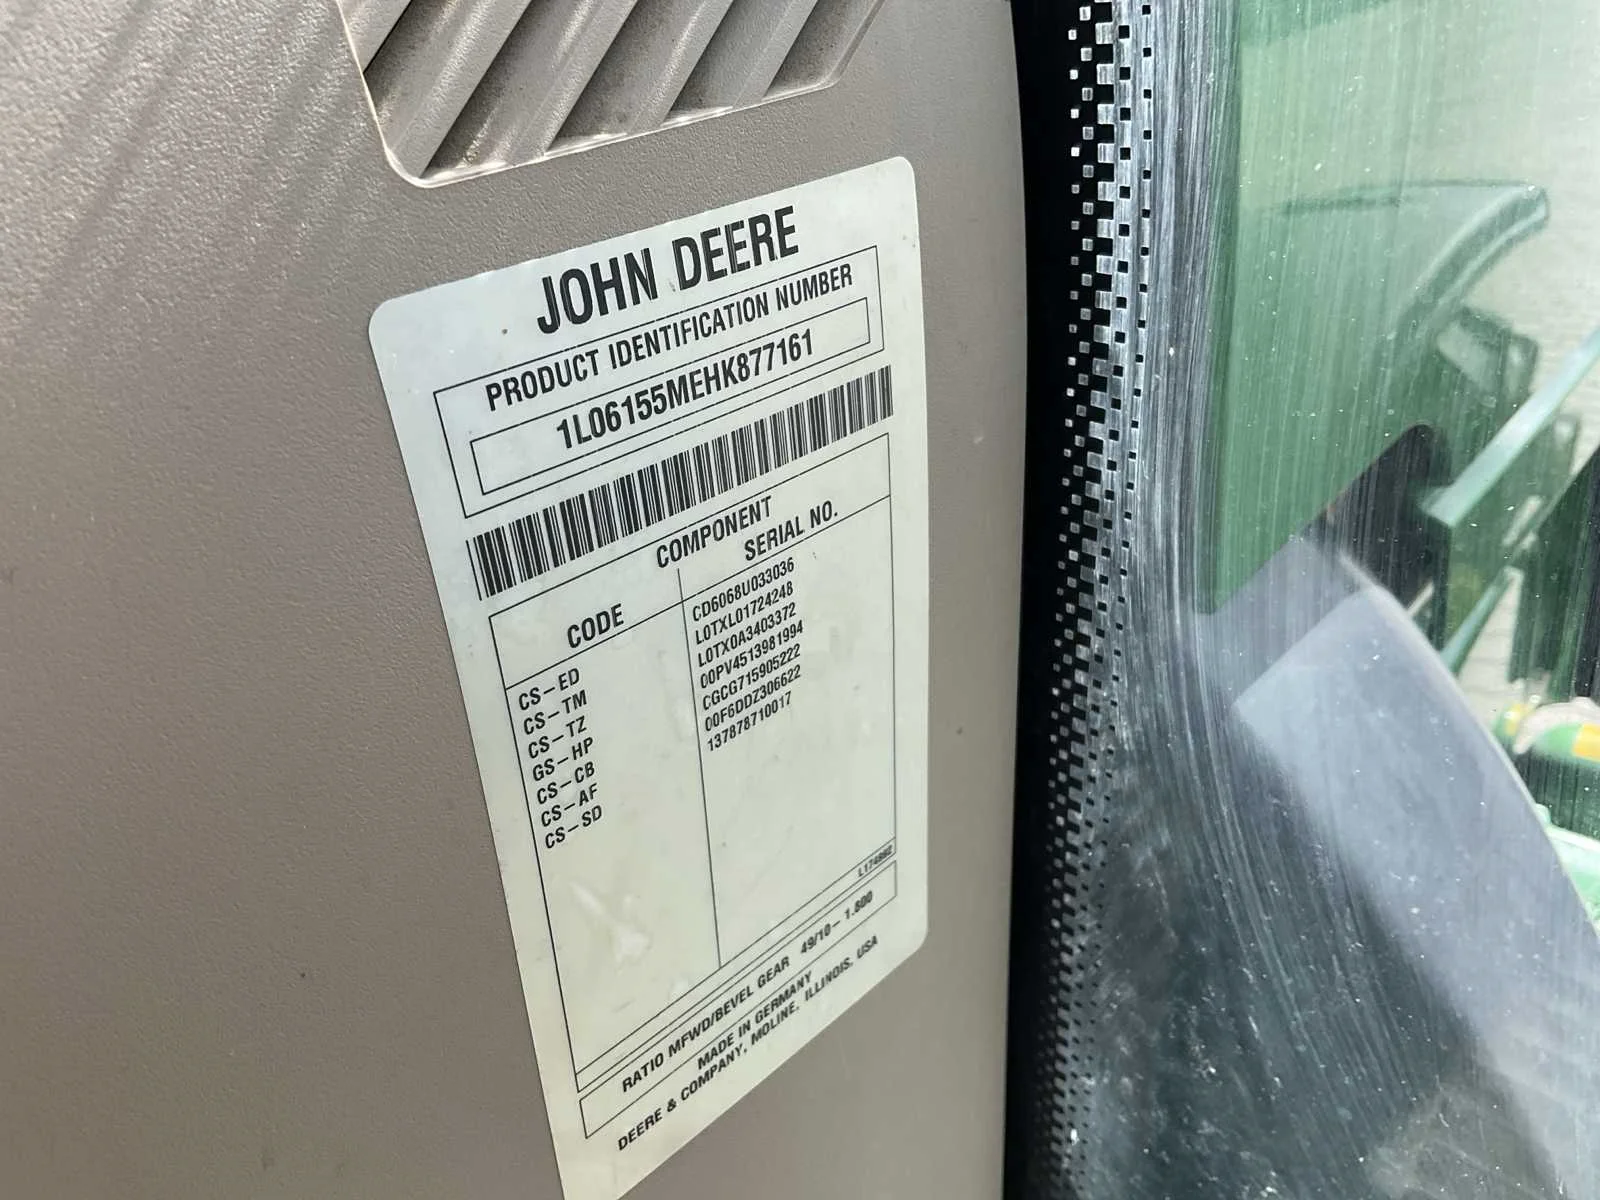 JOHN DEERE
PRODUCT IDENTIFICATION NUMBER
1L06155MEHK877161
COMPONENT
CODE SERIAL NO.
CS-ED CD6068U033036
CS-TM L0TXL01724248
CS-TZ L0TX0A3403372
GS-HP 00PV4513981994
CS-CB CGCG715905222
CS-AF 00F6DDZ306622
CS-SD 137878710017
L174892
RATIO MFWD/BEVEL GEAR 49/10-1.800
MADE IN GERMANY
DEERE & COMPANY, MOLINE, ILLINOIS, USA